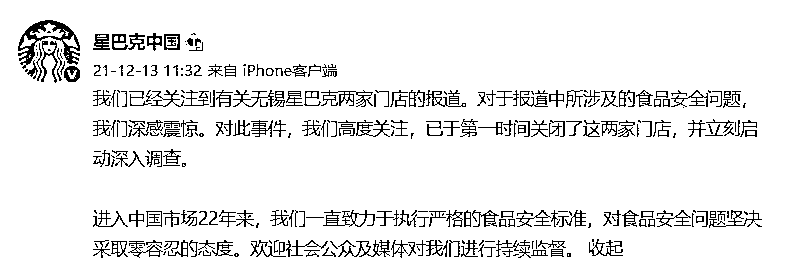 星巴克中国
21-12-13 11:32 来自 iPhone客户端
我们已经关注到有关无锡星巴克两家门店的报道。对于报道中所涉及的食品安全问题，
我们深感震惊。对此事件，我们高度关注，已于第一时间关闭了这两家门店，并立刻启
动深入调查。
进入中国市场22年来，我们一直致力于执行严格的食品安全标准，对食品安全问题坚决
采取零容忍的态度。欢迎社会公众及媒体对我们进行持续监督。 收起